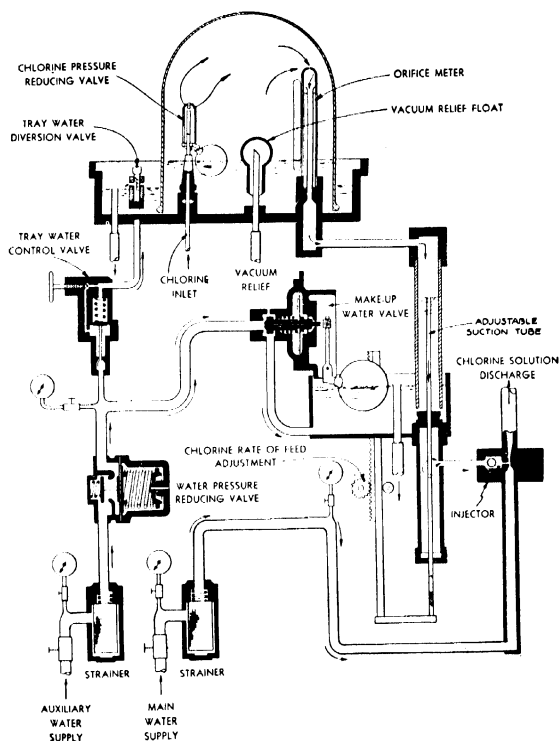 CHLORINE PRESSURE
REDUCING VALVE
TRAY WATER
DIVERSION VALVE
ORIFICE METER
VACUUM RELIEF FLOAT
TRAY WATER
CONTROL VALVE
CHLORINE
INLET
VACUUM
RELIEF
MAKE-UP
WATER VALVE
ADJUSTABLE
SUCTION TUBE
CHLORINE SOLUTION
DISCHARGE
CHLORINE RATE OF FEED
ADJUSTMENT
WATER PRESSURE
REDUCING VALVE
INJECTOR
STRAINER
STRAINER
AUXILIARY
WATER
SUPPLY
MAIN
WATER
SUPPLY